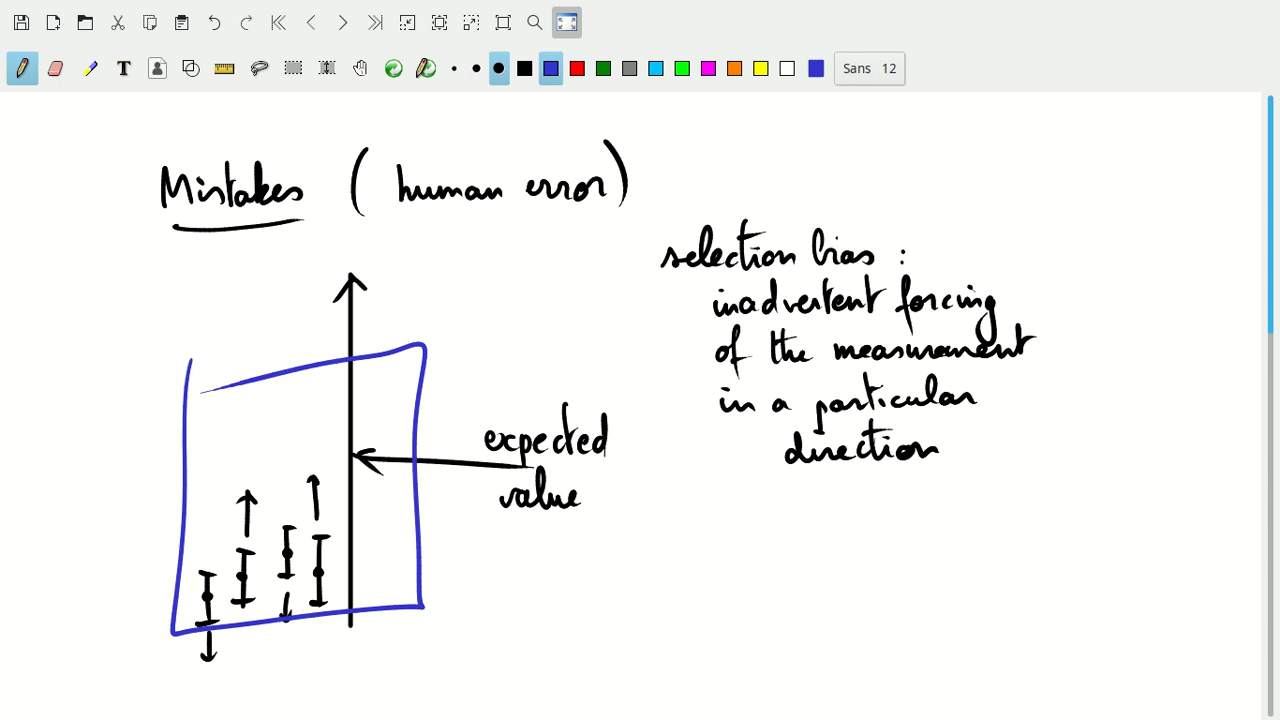 Sans 12
Mistakes (human error)
selection bias :
inadvertent forcing
of the measurement
in a particular
direction
expected
value